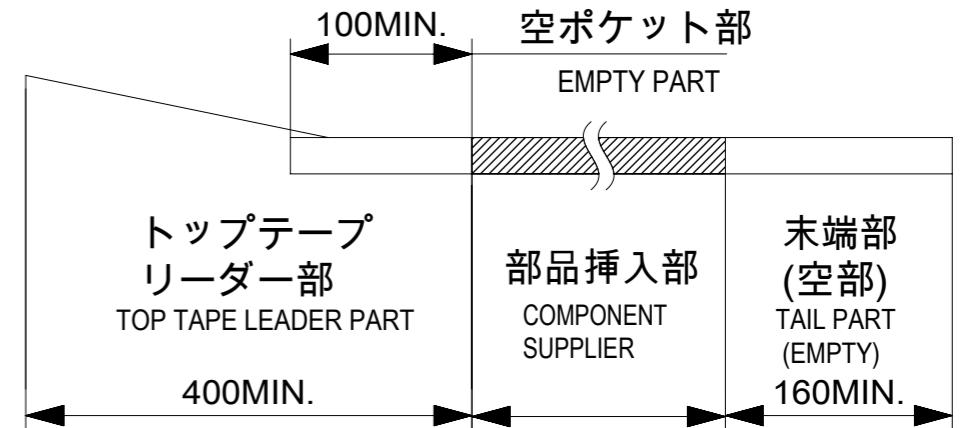 100MIN.
空ポケット部
EMPTY PART
トップテープ
リーダー部
TOP TAPE LEADER PART
400MIN.
部品挿入部
COMPONENT
SUPPLIER
末端部
(空部)
TAIL PART
(EMPTY)
160MIN.